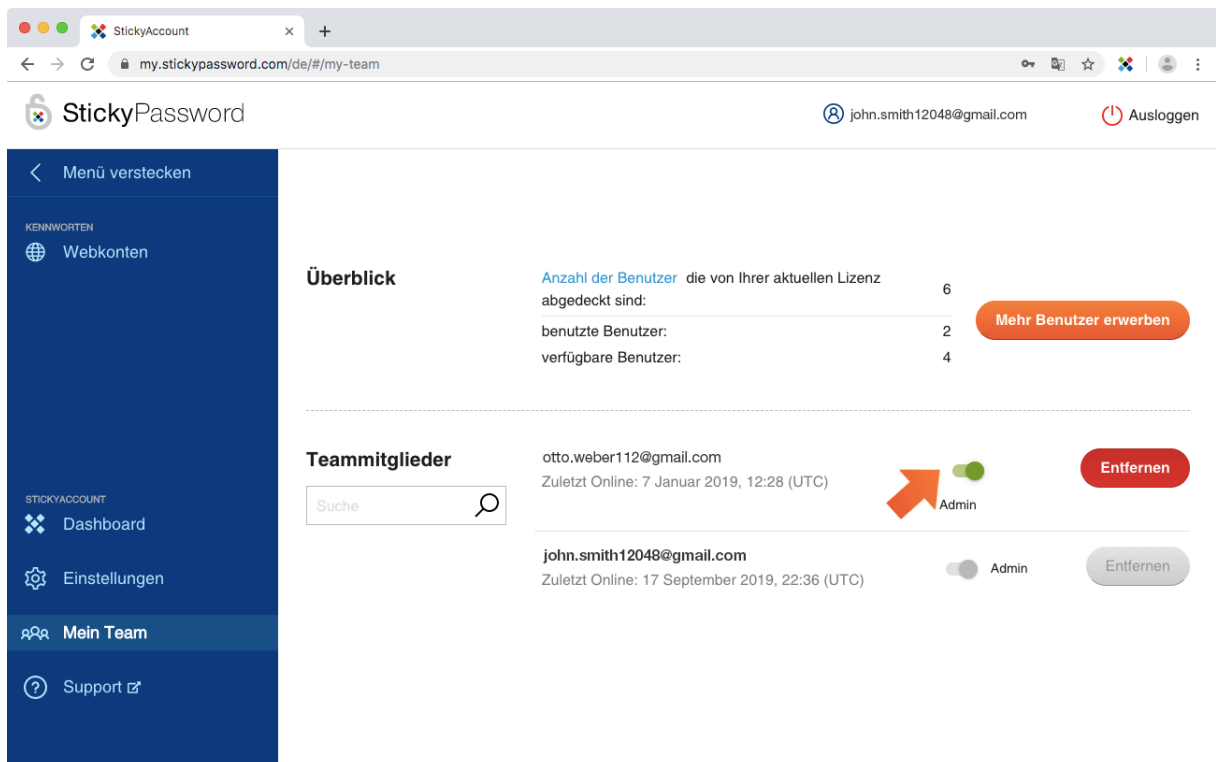 StickyAccount
my.stickypassword.com/de/#/my-team
StickyPassword
john.smith12048@gmail.com
Ausloggen
Menü verstecken
KENNWORTEN
Webkonten
Überblick
Anzahl der Benutzer die von Ihrer aktuellen Lizenz
abgedeckt sind:
6
benutzte Benutzer:
2
verfügbare Benutzer:
4
Mehr Benutzer erwerben
Teammitglieder
Suche
otto.weber112@gmail.com
Zuletzt Online: 7 Januar 2019, 12:28 (UTC)
Admin
Entfernen
john.smith12048@gmail.com
Zuletzt Online: 17 September 2019, 22:36 (UTC)
Admin
Entfernen
STICKYACCOUNT
Dashboard
Einstellungen
Mein Team
Support